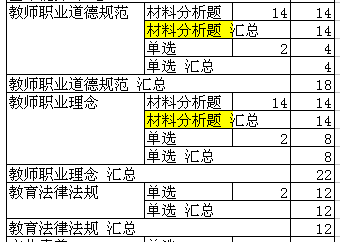 教师职业道德规范 材料分析题 14 14
材料分析题 汇总 14
单选 2 4
单选 汇总 4
教师职业道德规范 汇总 18
教师职业理念 材料分析题 14 14
材料分析题 汇总 14
单选 2 8
单选 汇总 8
教师职业理念 汇总 22
教育法律法规 单选 2 12
单选 汇总 12
教育法律法规 汇总 12